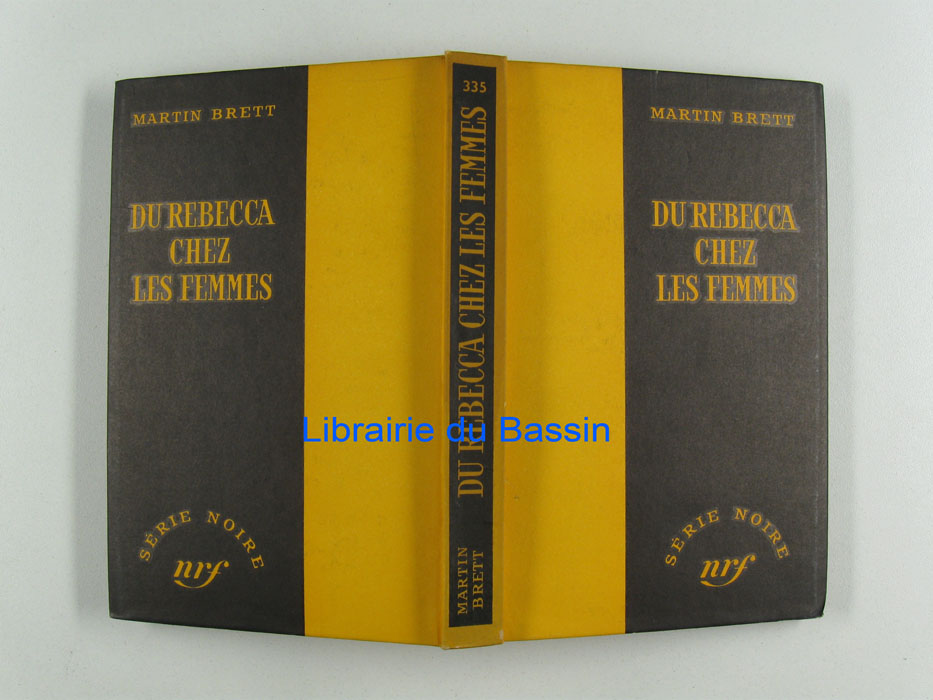 MARTIN BRETT
DU REBECCA
CHEZ
LES FEMMES
SÉRIE NOIRE
nrf
335
DU REBECCA CHEZ LES FEMMES
MARTIN
BRETT
MARTIN BRETT
DU REBECCA
CHEZ
LES FEMMES
SÉRIE NOIRE
nrf
Librairie du Bassin